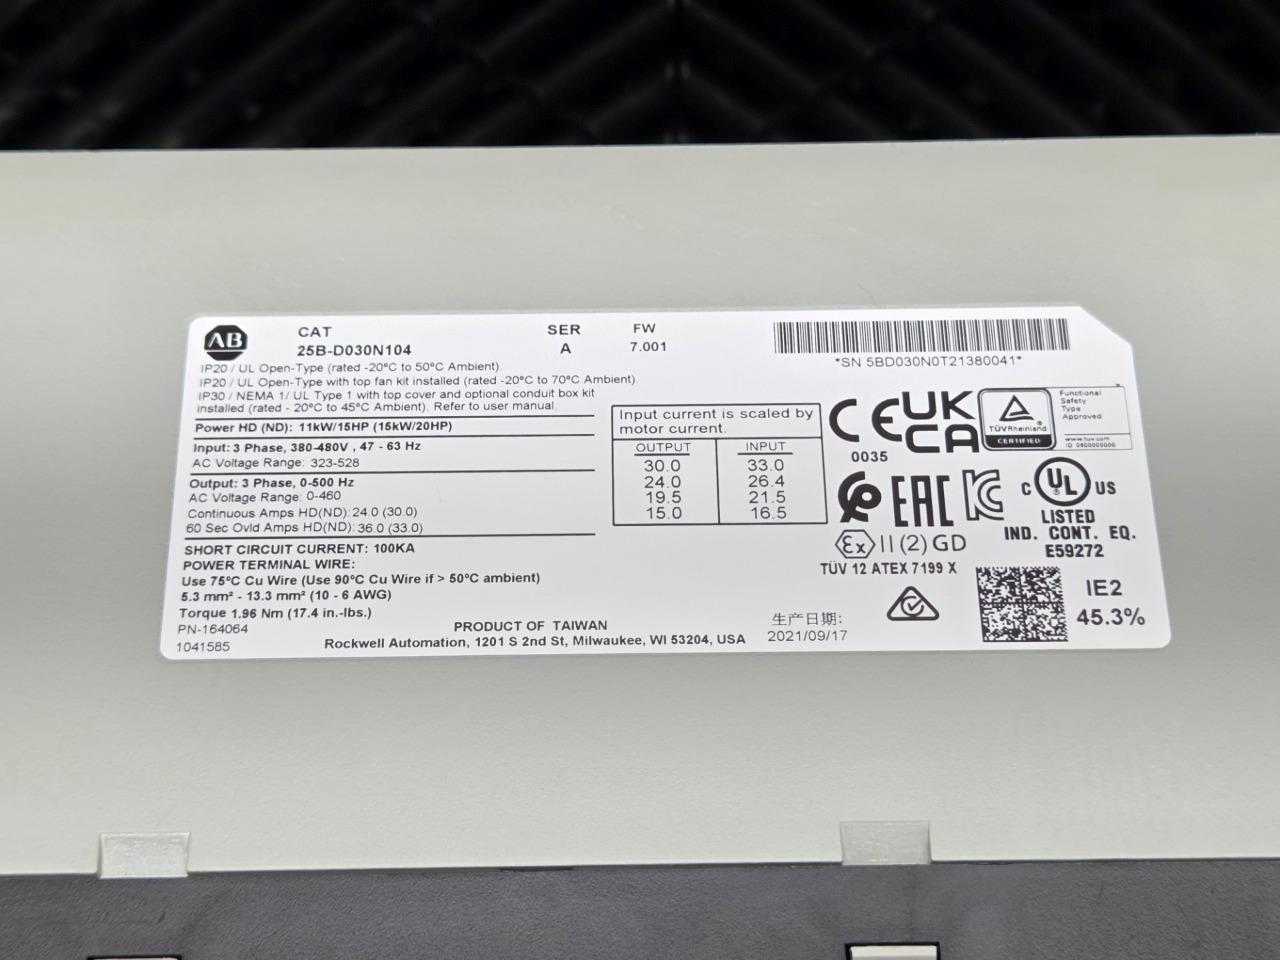 AB
CAT
25B-D030N104
SER
A
FW
7.001
*SN 5BD030N0T21380041*
IP20 / UL Open-Type (rated -20°C to 50°C Ambient).
IP20 / UL Open-Type with top fan kit installed (rated -20°C to 70°C Ambient).
IP30 / NEMA 1/ UL Type 1 with top cover and optional conduit box kit
installed (rated - 20°C to 45°C Ambient). Refer to user manual.
Power HD (ND): 11kW/15HP (15kW/20HP)
Input: 3 Phase, 380-480V , 47 - 63 Hz
AC Voltage Range: 323-528
Output: 3 Phase, 0-500 Hz
AC Voltage Range: 0-460
Continuous Amps HD(ND): 24.0 (30.0)
60 Sec Ovld Amps HD(ND): 36.0 (33.0)
SHORT CIRCUIT CURRENT: 100KA
POWER TERMINAL WIRE:
Use 75°C Cu Wire (Use 90°C Cu Wire if > 50°C ambient)
5.3 mm² - 13.3 mm² (10 - 6 AWG)
Torque 1.96 Nm (17.4 in.-lbs.)
PN-164064
1041585
PRODUCT OF TAIWAN
Rockwell Automation, 1201 S 2nd St, Milwaukee, WI 53204, USA
Input current is scaled by
motor current.
OUTPUT INPUT
30.0 33.0
24.0 26.4
19.5 21.5
15.0 16.5
CE
0035
UK
CA
TÜVRheinland
CERTIFIED
Functional
Safety
Type
Approved
www.tuv.com
ID 0600000000
EAC
C UL US
LISTED
IND. CONT. EQ.
E59272
Ex II (2) GD
TÜV 12 ATEX 7199 X
生产日期:
2021/09/17
IE2
45.3%